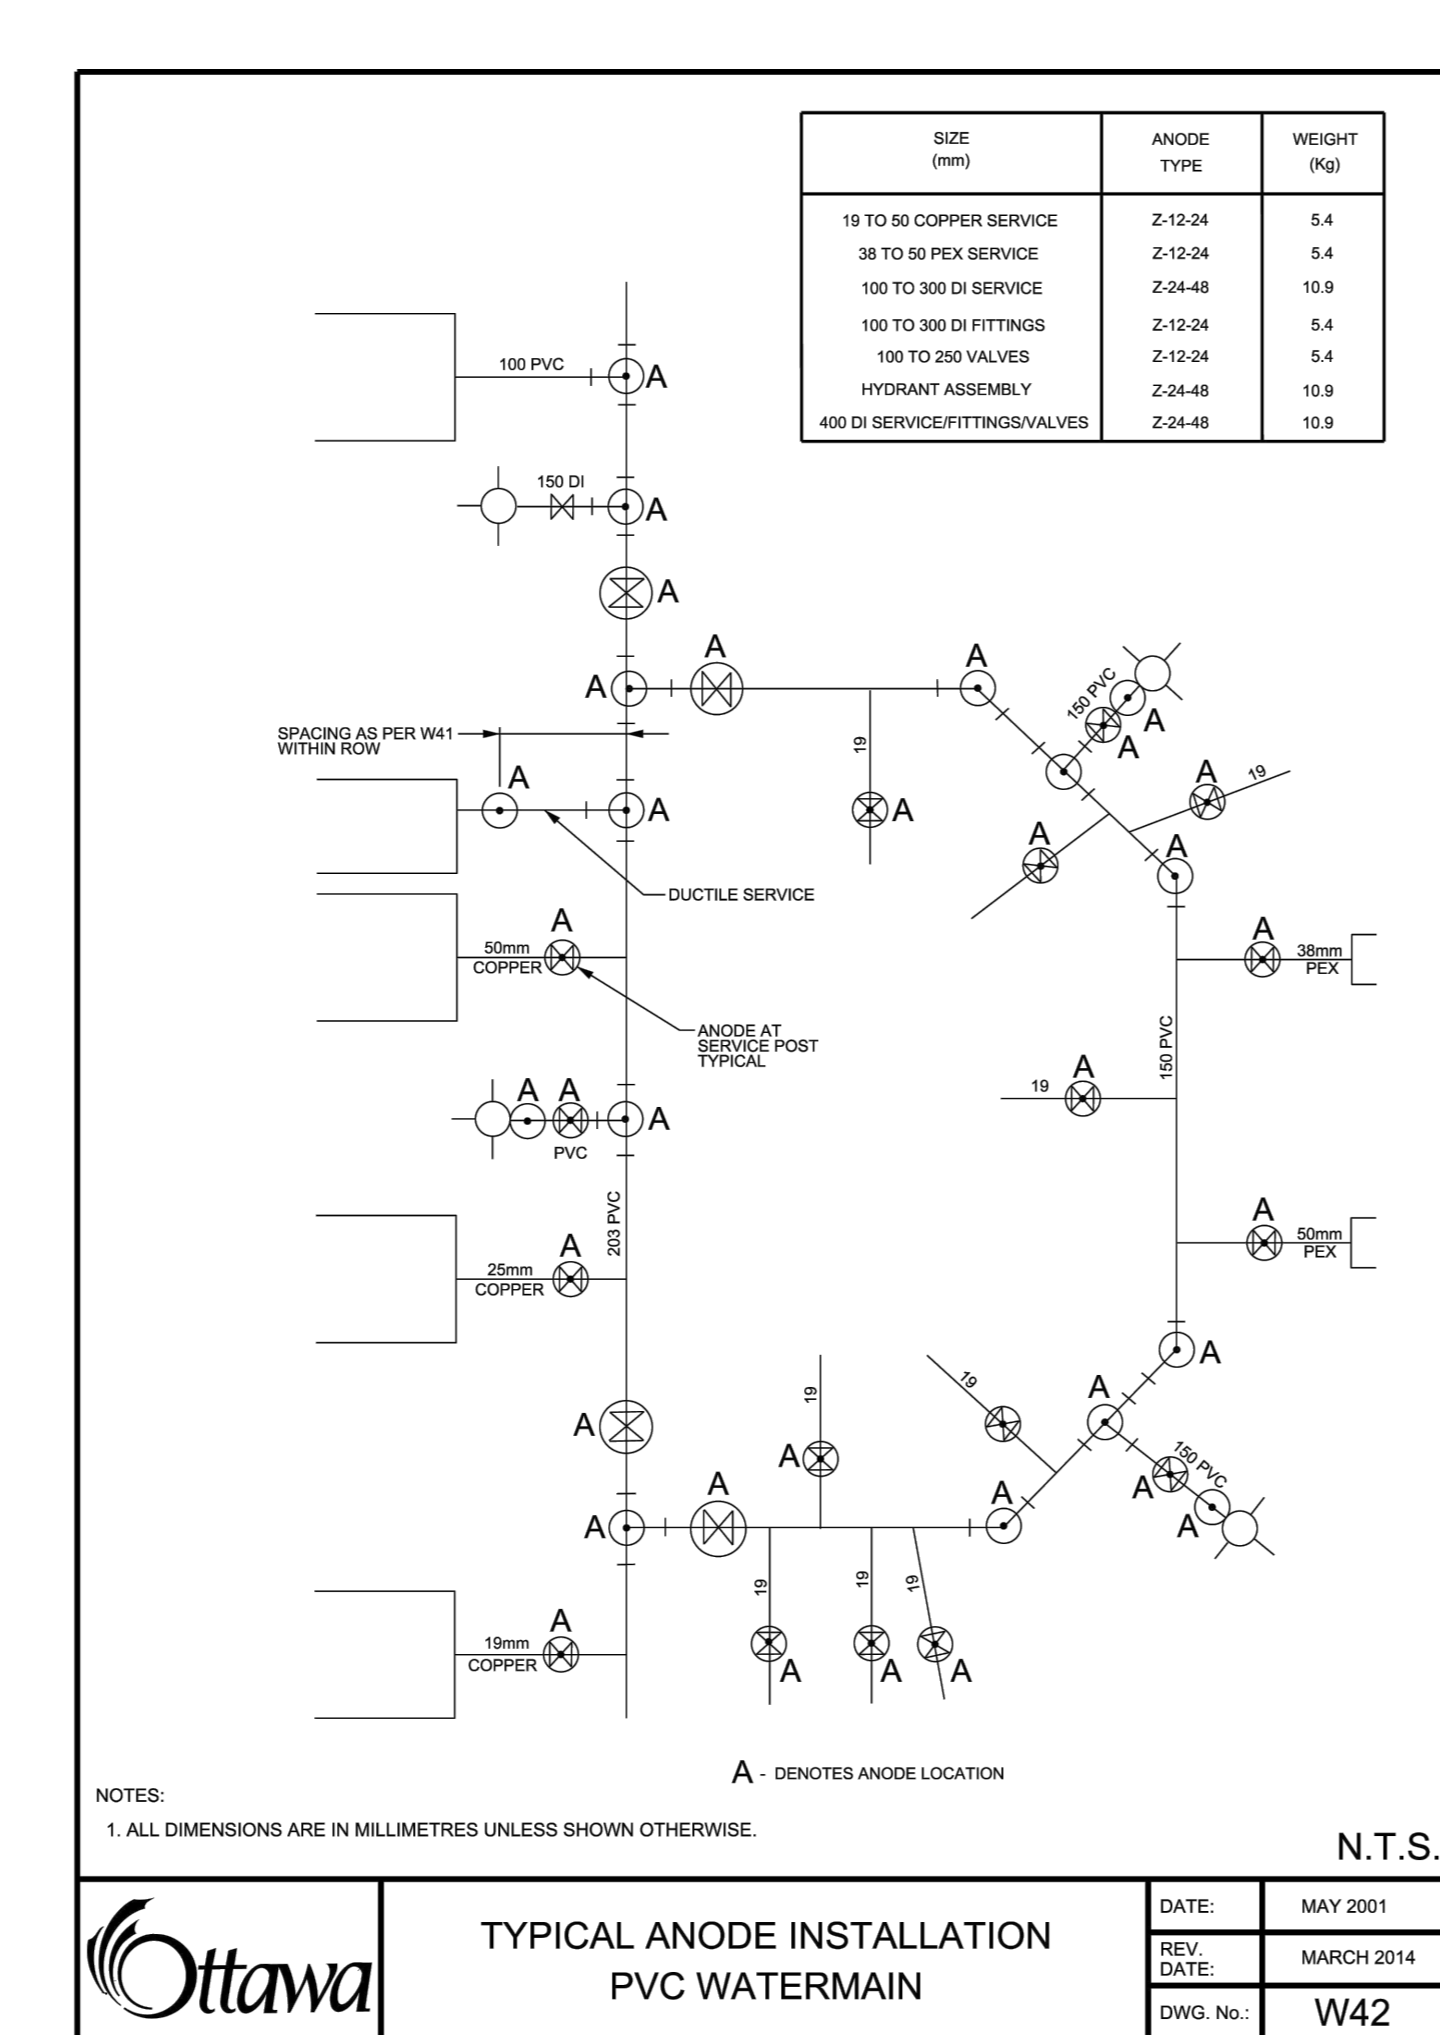 SIZE
(mm)
ANODE
TYPE
WEIGHT
(Kg)
19 TO 50 COPPER SERVICE Z-12-24 5.4
38 TO 50 PEX SERVICE Z-12-24 5.4
100 TO 300 DI SERVICE Z-24-48 10.9
100 TO 300 DI FITTINGS Z-12-24 5.4
100 TO 250 VALVES Z-12-24 5.4
HYDRANT ASSEMBLY Z-24-48 10.9
400 DI SERVICE/FITTINGS/VALVES Z-24-48 10.9
100 PVC
A
150 DI
A
A
A
A
A
150 PVC
A
A
SPACING AS PER W41
WITHIN ROW
19
A
A
A
A
19
A
A
A
DUCTILE SERVICE
A
50mm
COPPER
A
38mm
PEX
ANODE AT
SERVICE POST
TYPICAL
150 PVC
A
19
A
A
A
PVC
203 PVC
A
50mm
PEX
A
25mm
COPPER
A
19
19
A
A
A
A
150 PVC
A
A
A
A
A
19
19
19
A
19mm
COPPER
A
A
A
A - DENOTES ANODE LOCATION
NOTES:
1. ALL DIMENSIONS ARE IN MILLIMETRES UNLESS SHOWN OTHERWISE.
N.T.S.
Ottawa
TYPICAL ANODE INSTALLATION
PVC WATERMAIN
DATE: MAY 2001
REV.
DATE:
MARCH 2014
DWG. No.: W42